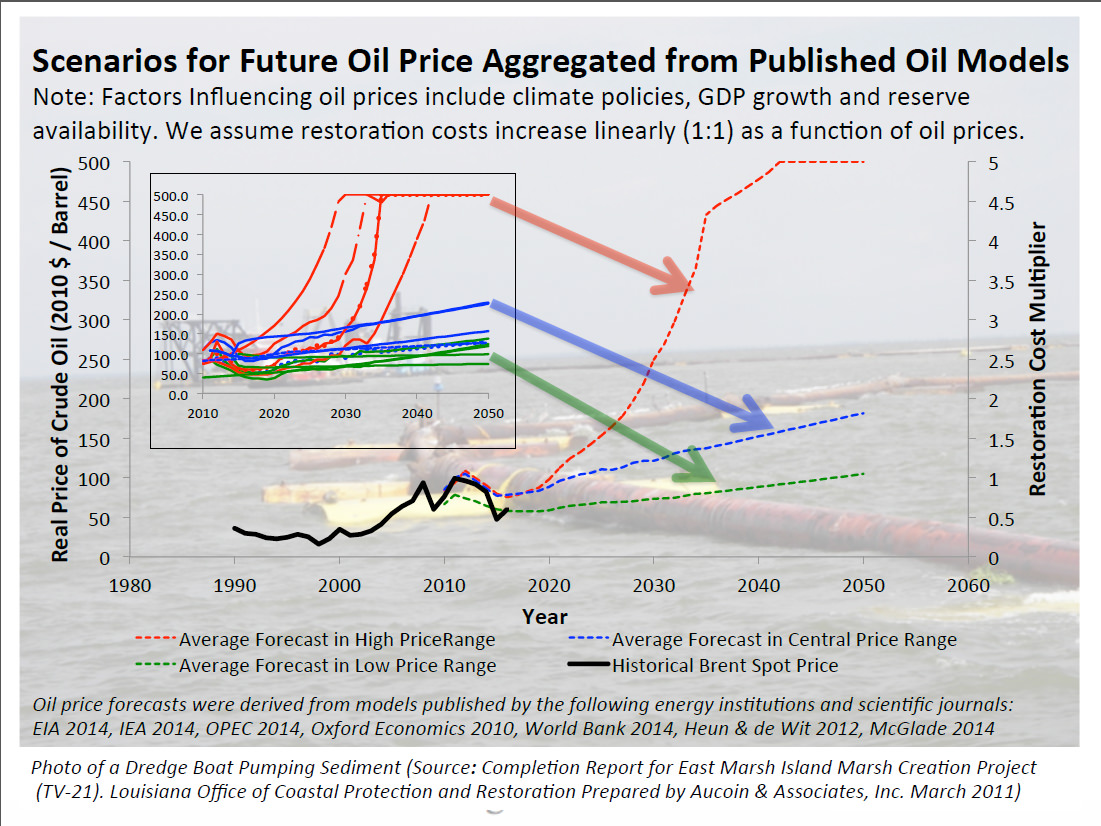 Scenarios for Future Oil Price Aggregated from Published Oil Models
Note: Factors Influencing oil prices include climate policies, GDP growth and reserve
availability. We assume restoration costs increase linearly (1:1) as a function of oil prices.
Real Price of Crude Oil (2010 $ / Barrel)
500
450
400
350
300
250
200
150
100
50
0
500.0
450.0
400.0
350.0
300.0
250.0
200.0
150.0
100.0
50.0
0.0
2010 2020 2030 2040 2050
5
4.5
4
3.5
3
2.5
2
1.5
1
0.5
0
Restoration Cost Multiplier
1980 1990 2000 2010 2020 2030 2040 2050 2060
Year
Average Forecast in High PriceRange
Average Forecast in Central Price Range
Average Forecast in Low Price Range
Historical Brent Spot Price
Oil price forecasts were derived from models published by the following energy institutions and scientific journals:
EIA 2014, IEA 2014, OPEC 2014, Oxford Economics 2010, World Bank 2014, Heun & de Wit 2012, McGlade 2014
Photo of a Dredge Boat Pumping Sediment (Source: Completion Report for East Marsh Island Marsh Creation Project
(TV-21). Louisiana Office of Coastal Protection and Restoration Prepared by Aucoin & Associates, Inc. March 2011)